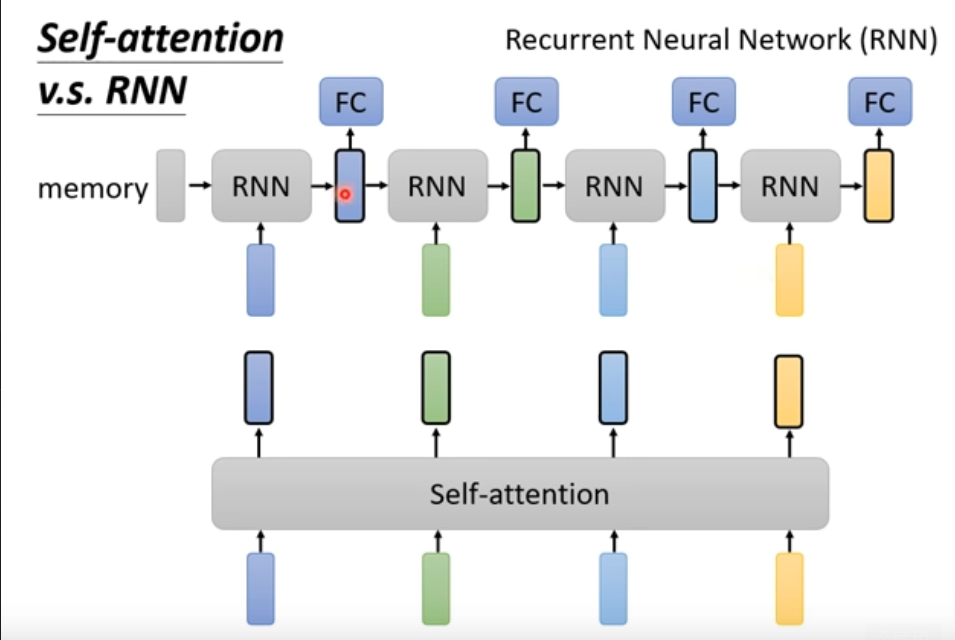 Self-attention
v.s. RNN
Recurrent Neural Network (RNN)
FC FC FC FC
memory RNN RNN RNN RNN
Self-attention